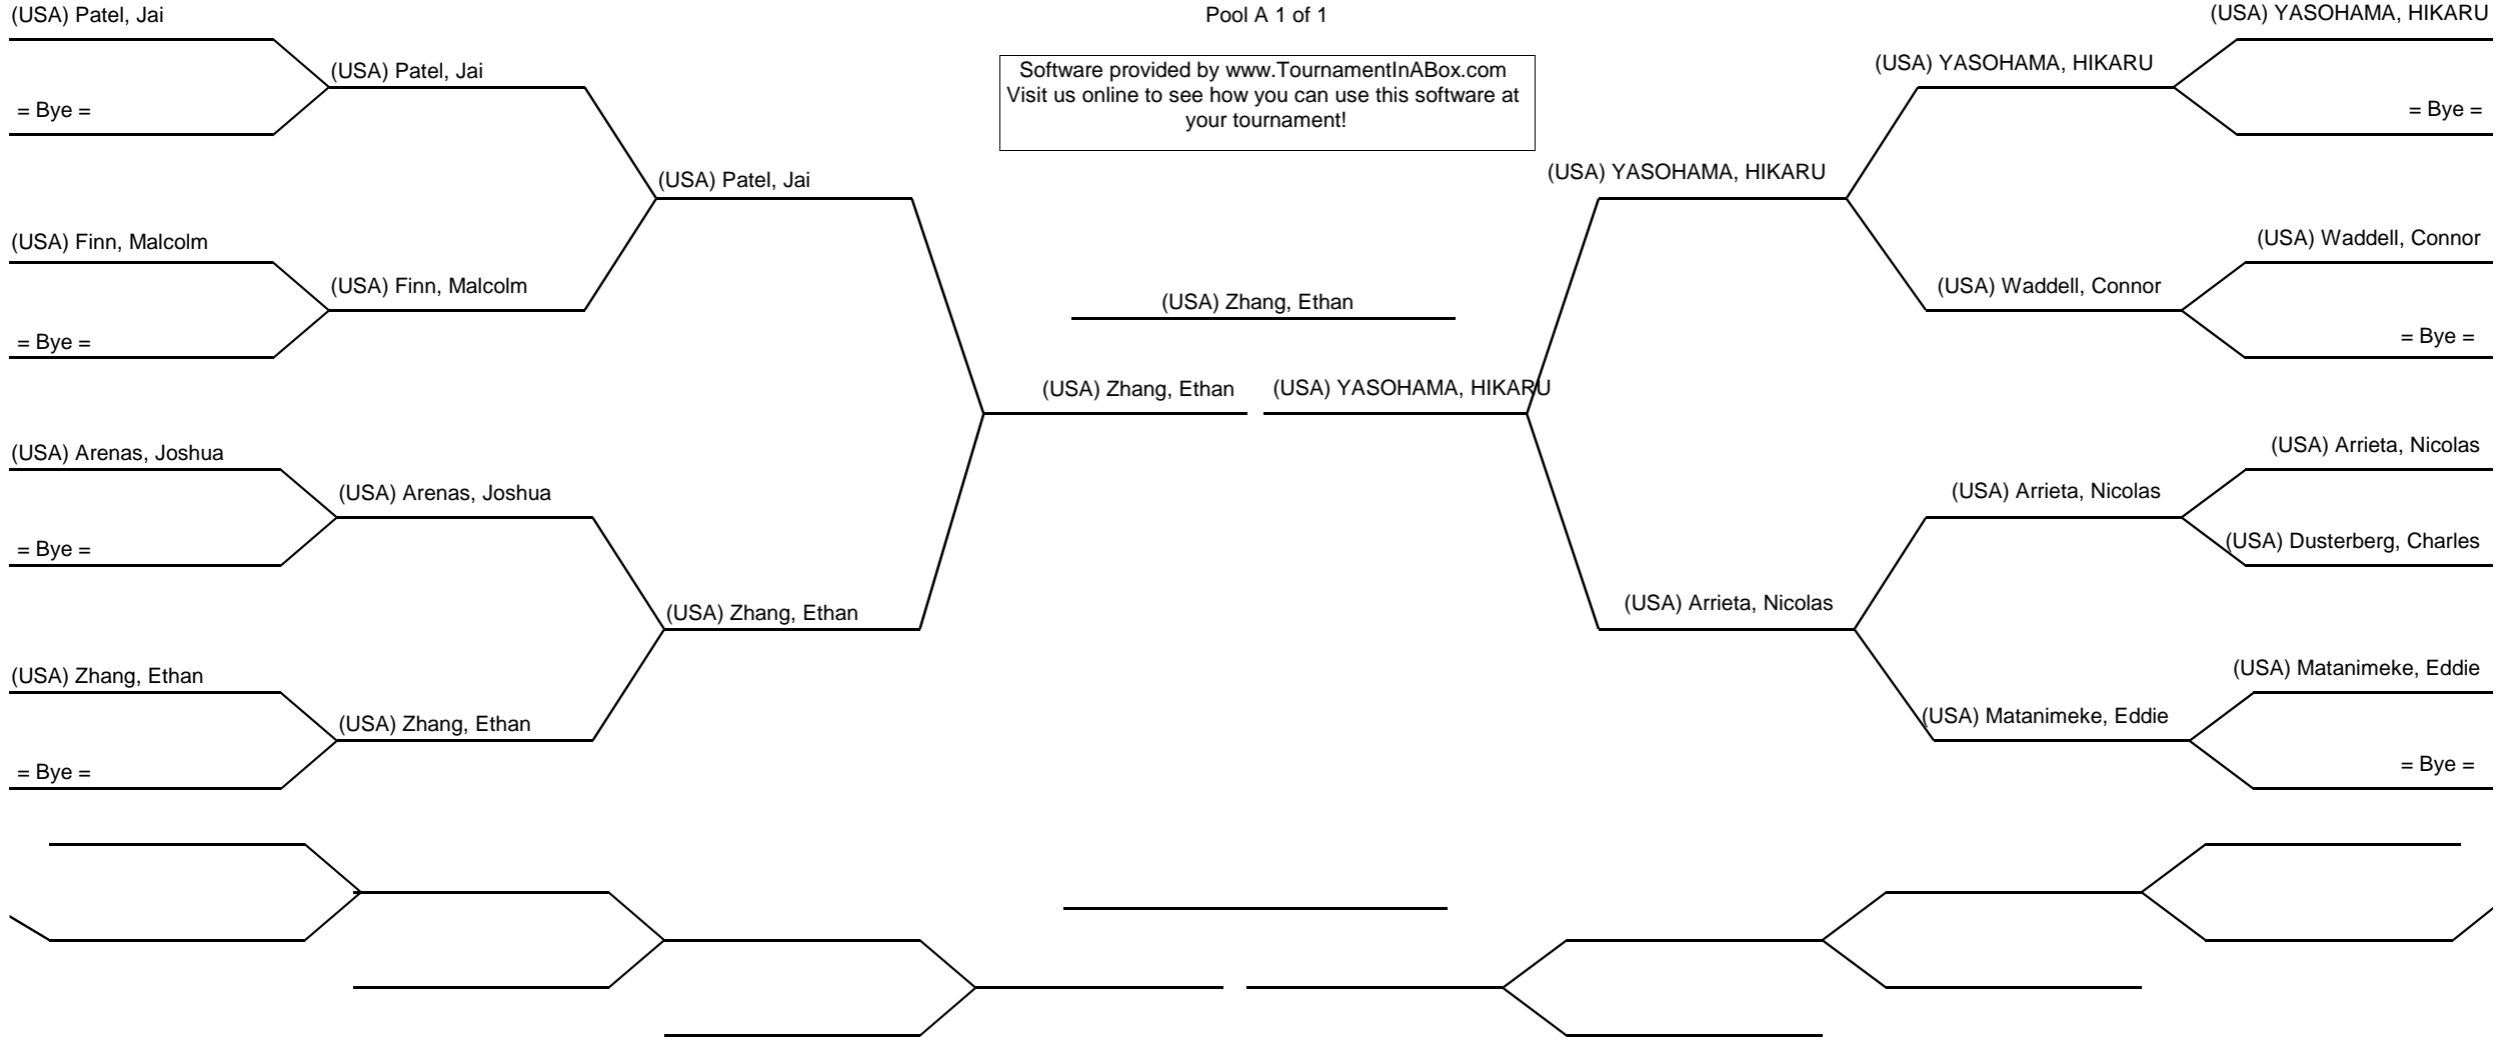 (USA) Patel, Jai
Pool A 1 of 1
(USA) YASOHAMA, HIKARU
(USA) Patel, Jai
Software provided by www.TournamentInABox.com
Visit us online to see how you can use this software at
your tournament!
(USA) YASOHAMA, HIKARU
= Bye =
= Bye =
(USA) Patel, Jai
(USA) YASOHAMA, HIKARU
(USA) Finn, Malcolm
(USA) Waddell, Connor
(USA) Finn, Malcolm
(USA) Zhang, Ethan
(USA) Waddell, Connor
= Bye =
= Bye =
(USA) Zhang, Ethan
(USA) YASOHAMA, HIKARU
(USA) Arenas, Joshua
(USA) Arrieta, Nicolas
(USA) Arenas, Joshua
(USA) Arrieta, Nicolas
= Bye =
(USA) Dusterberg, Charles
(USA) Zhang, Ethan
(USA) Arrieta, Nicolas
(USA) Zhang, Ethan
(USA) Matanimeke, Eddie
(USA) Zhang, Ethan
(USA) Matanimeke, Eddie
= Bye =
= Bye =